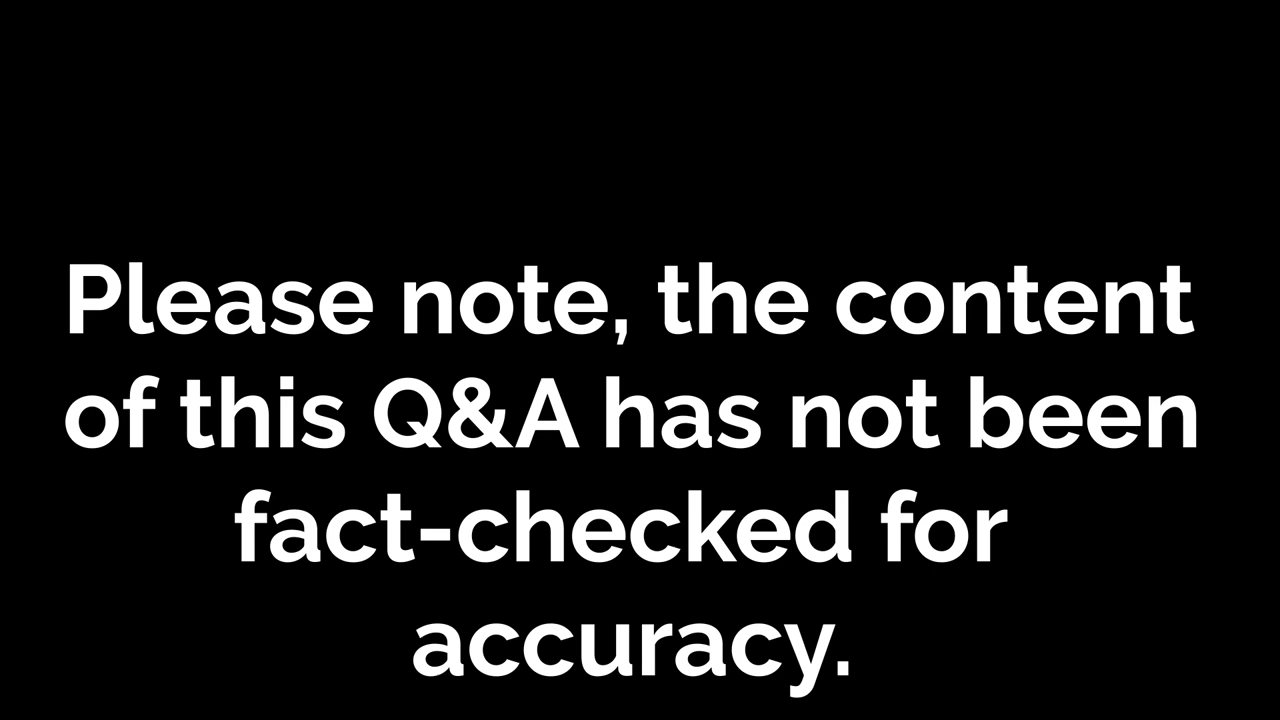 Please note, the content
of this Q&A has not been
fact-checked for
accuracy.